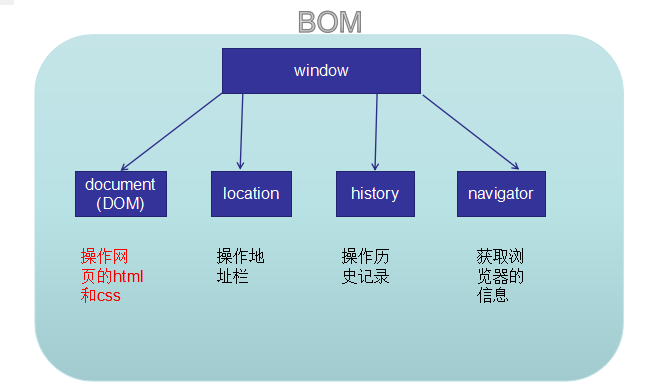 BOM
window
document
(DOM)
location
history
navigator
操作网
页的html
和css
操作地
址栏
操作历
史记录
获取浏
览器的
信息